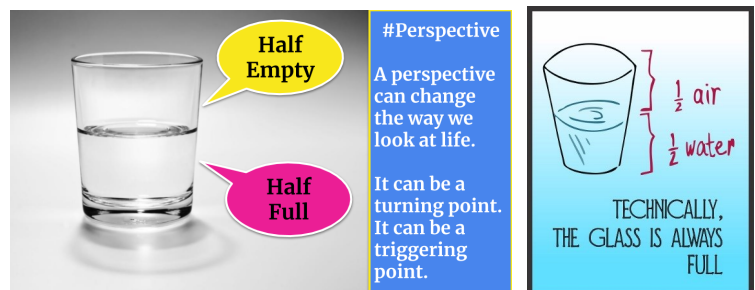 Half
Empty
Half
Full
#Perspective
A perspective
can change
the way we
look at life.
It can be a
turning point.
It can be a
triggering
point.
½ air
½ water
TECHNICALLY,
THE GLASS IS ALWAYS
FULL